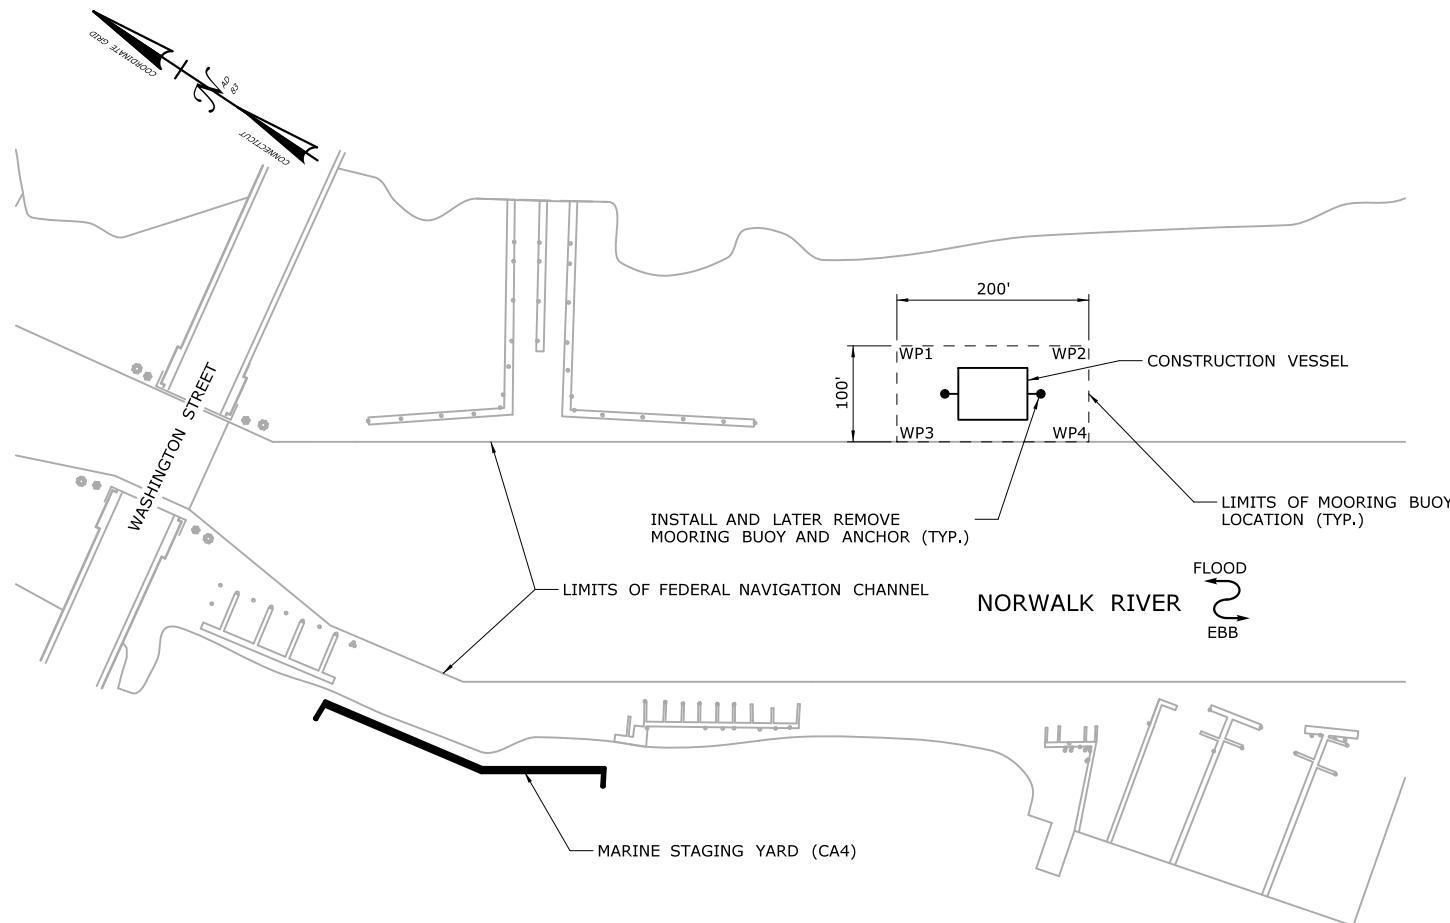 COORDINATE GRID
N
AD
83
CONNECTICUT
200'
WP1
WP2
CONSTRUCTION VESSEL
100'
WP3
WP4
WASHINGTON STREET
LIMITS OF MOORING BUOY
LOCATION (TYP.)
INSTALL AND LATER REMOVE
MOORING BUOY AND ANCHOR (TYP.)
LIMITS OF FEDERAL NAVIGATION CHANNEL
FLOOD
NORWALK RIVER
EBB
MARINE STAGING YARD (CA4)